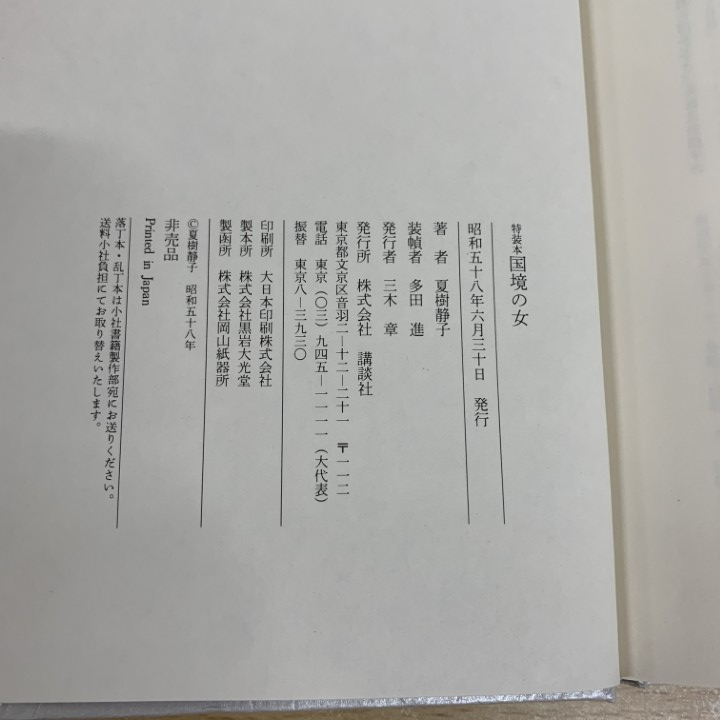 特装本 国境の女
昭和五十八年六月三十日 発行
著 者 夏樹静子
装幀者 多田 進
発行者 三木 章
発行所 株式会社 講談社
東京都文京区音羽二―十二―二十一 〒一一二
電話 東京(〇三)九四五―一一一一(大代表)
振替 東京八―三九三〇
印刷所 大日本印刷株式会社
製本所 株式会社黒岩大光堂
製函所 株式会社岡山紙器所
©夏樹静子 昭和五十八年
非売品
Printed in Japan
落丁本・乱丁本は小社書籍製作部宛にお送りください。
送料小社負担にてお取り替えいたします。